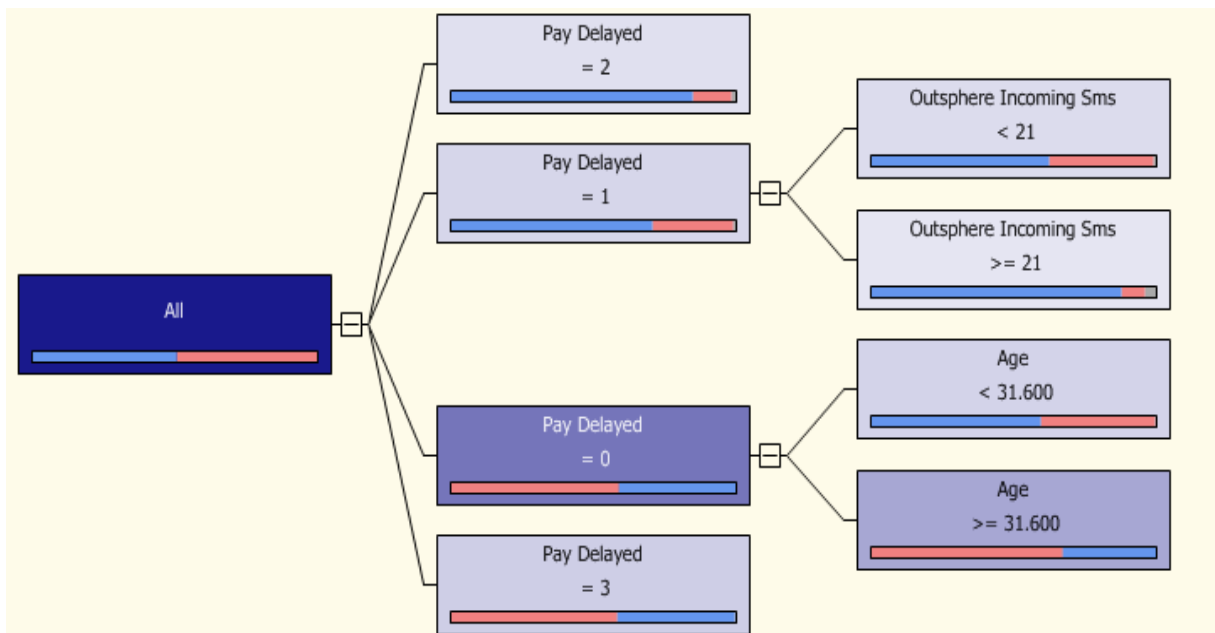 All
Pay Delayed
= 2
Pay Delayed
= 1
Pay Delayed
= 0
Pay Delayed
= 3
Outsphere Incoming Sms
< 21
Outsphere Incoming Sms
>= 21
Age
< 31.600
Age
>= 31.600